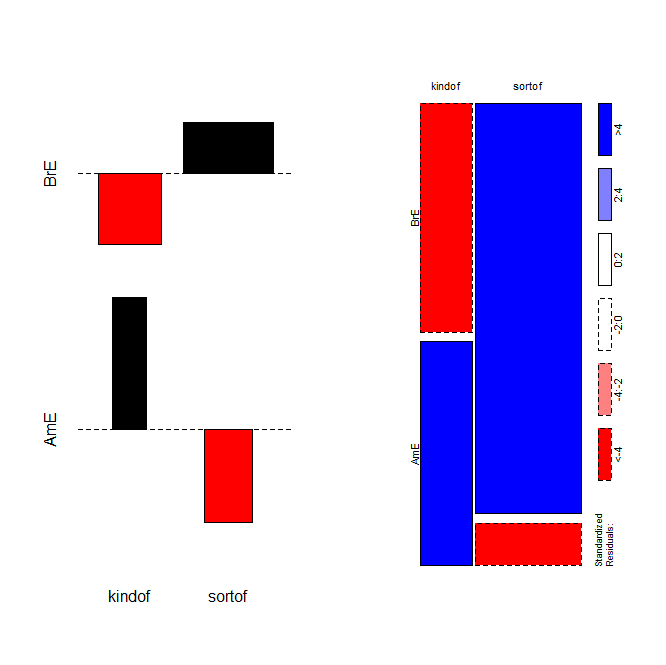 BrE
AmE
kindof
sortof
kindof
sortof
BrE
AmE
>4
2:4
0:2
-2:0
-4:-2
<-4
Standardized
Residuals: